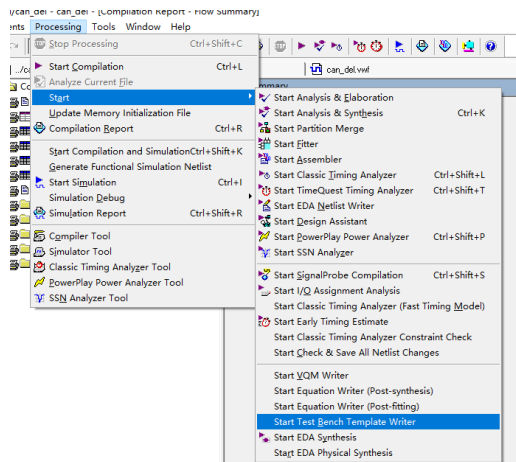 can_del - can_del - [Compilation Report - Flow Summary]
Processing Tools Window Help
Stop Processing Ctrl+Shift+C
can_del.vwf
Start Compilation Ctrl+L
Analyze Current File
Start
Update Memory Initialization File
Compilation Report Ctrl+R
Start Compilation and Simulation Ctrl+Shift+K
Generate Functional Simulation Netlist
Start Simulation Ctrl+I
Simulation Debug
Simulation Report Ctrl+Shift+R
Compiler Tool
Simulator Tool
Classic Timing Analyzer Tool
PowerPlay Power Analyzer Tool
SSN Analyzer Tool
Start Analysis & Elaboration
Start Analysis & Synthesis Ctrl+K
Start Partition Merge
Start Fitter
Start Assembler
Start Classic Timing Analyzer Ctrl+Shift+L
Start TimeQuest Timing Analyzer Ctrl+Shift+T
Start EDA Netlist Writer
Start Design Assistant
Start PowerPlay Power Analyzer Ctrl+Shift+P
Start SSN Analyzer
Start SignalProbe Compilation Ctrl+Shift+S
Start I/O Assignment Analysis
Start Classic Timing Analyzer (Fast Timing Model)
Start Early Timing Estimate
Start Classic Timing Analyzer Constraint Check
Start Check & Save All Netlist Changes
Start VQM Writer
Start Equation Writer (Post-synthesis)
Start Equation Writer (Post-fitting)
Start Test Bench Template Writer
Start EDA Synthesis
Start EDA Physical Synthesis